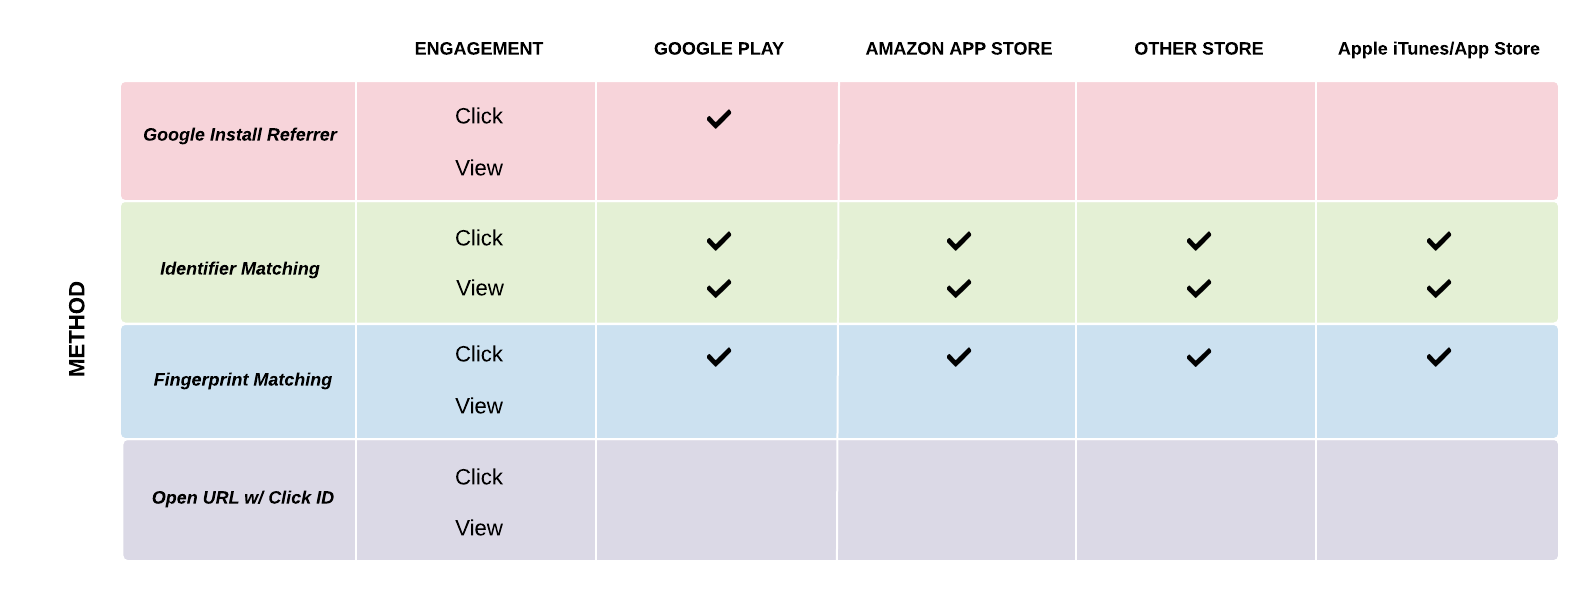 ENGAGEMENT GOOGLE PLAY AMAZON APP STORE OTHER STORE Apple iTunes/App Store
METHOD
Google Install Referrer
Click ✓
View
Identifier Matching
Click ✓ ✓ ✓ ✓
View ✓ ✓ ✓ ✓
Fingerprint Matching
Click ✓ ✓ ✓ ✓
View
Open URL w/ Click ID
Click
View